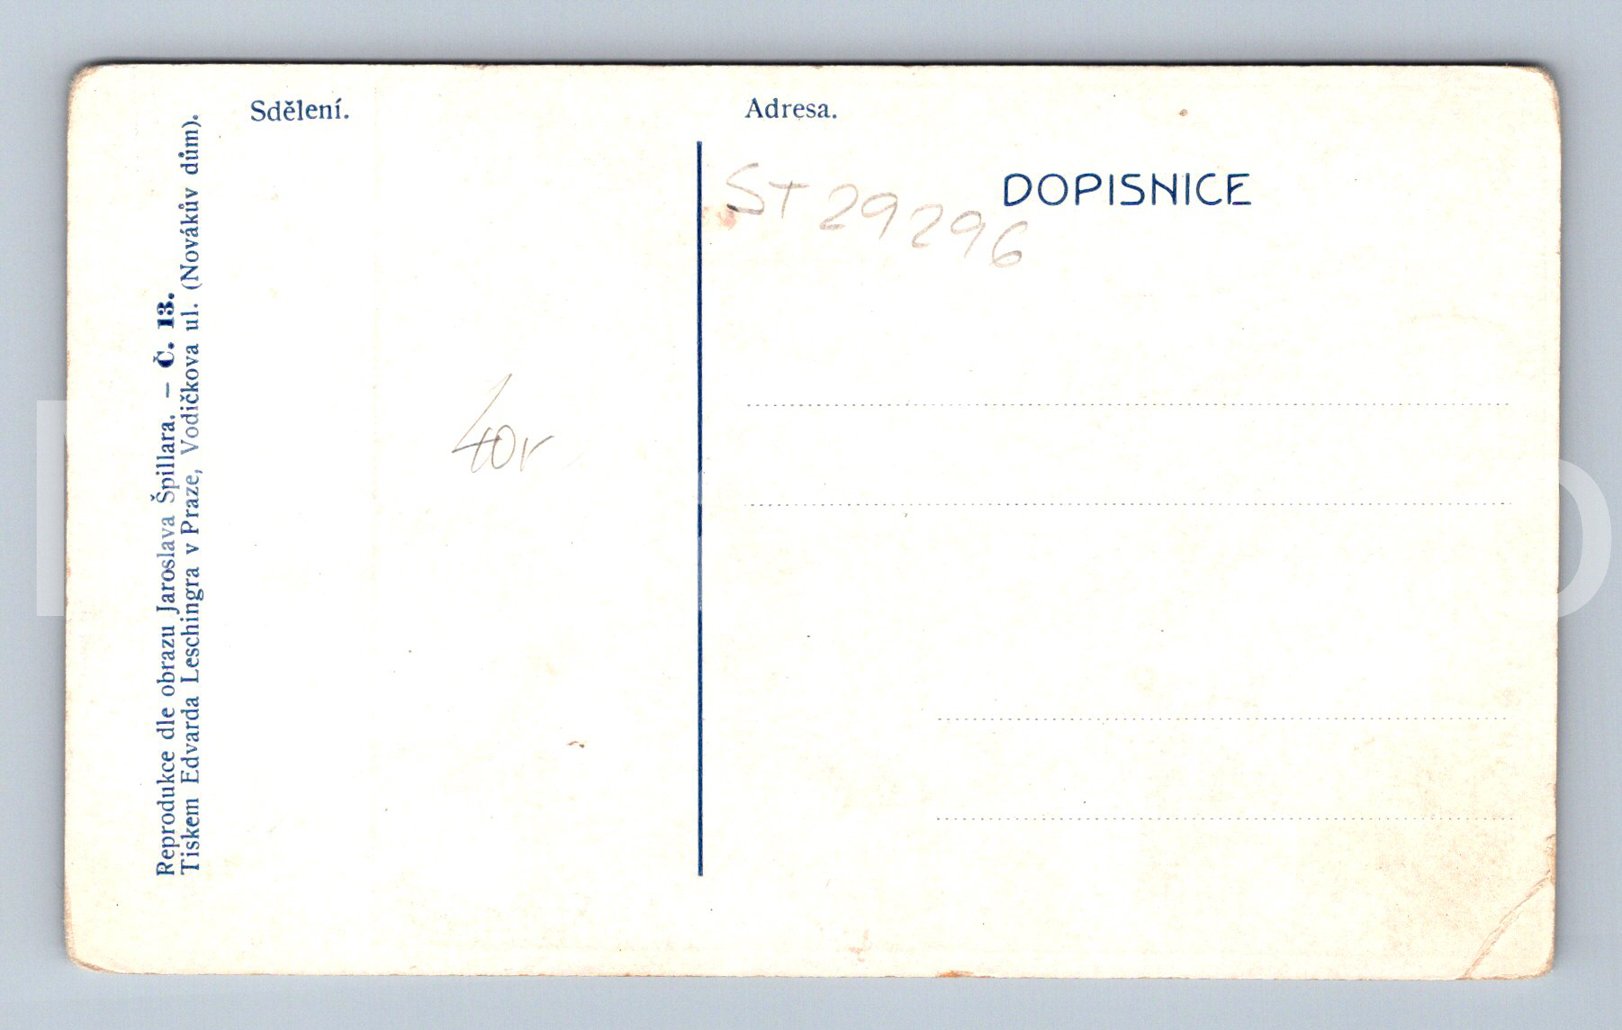 Sdělení.
Adresa.
DOPISNICE
ST 29296
Reprodukce dle obrazu Jaroslava Špillara. – Č. 13.
Tiskem Edvarda Leschingra v Praze, Vodičkova ul. (Novákův dům).